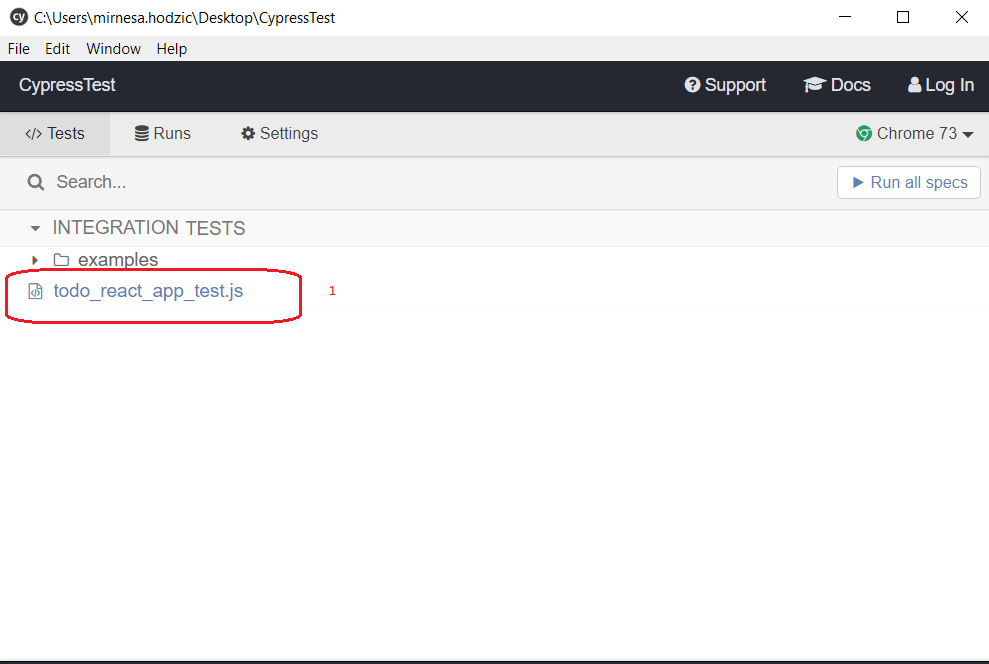 cy C:\Users\mirnesa.hodzic\Desktop\CypressTest
File Edit Window Help
CypressTest Support Docs Log In
</> Tests Runs Settings Chrome 73
Search... Run all specs
INTEGRATION TESTS
examples
todo_react_app_test.js 1